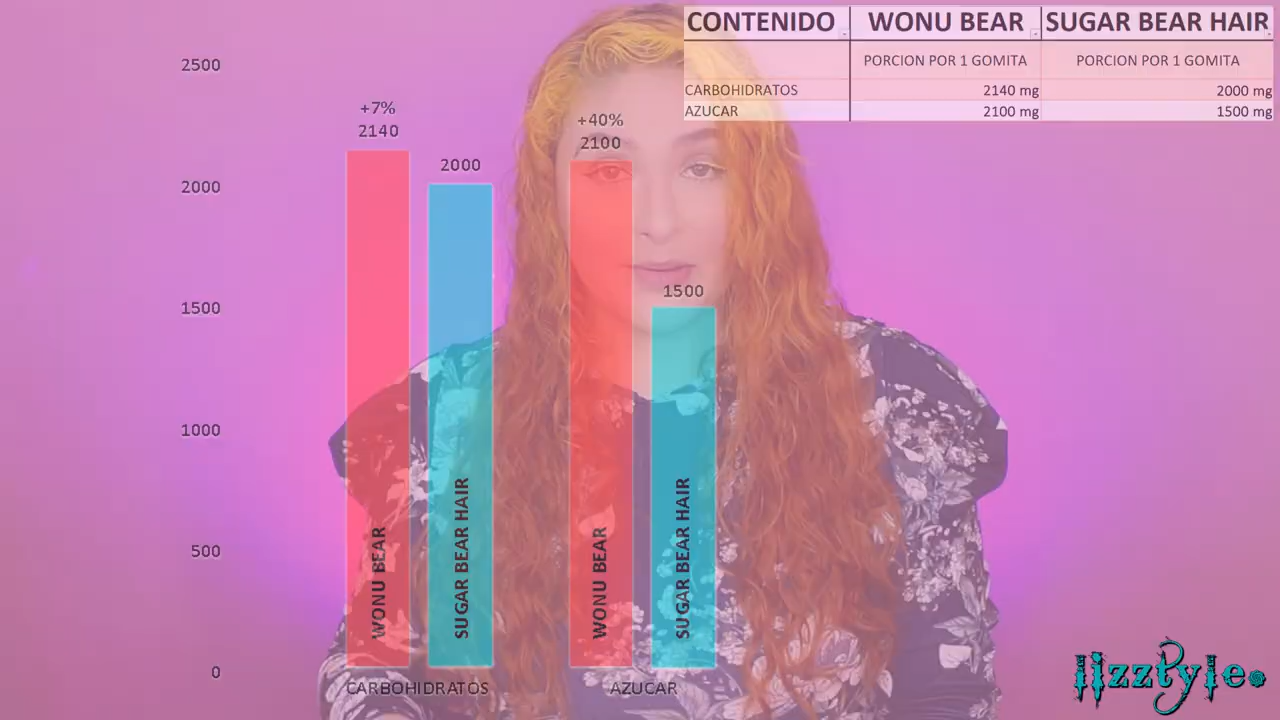 CONTENIDO WONU BEAR SUGAR BEAR HAIR
PORCION POR 1 GOMITA PORCION POR 1 GOMITA
CARBOHIDRATOS 2140 mg 2000 mg
AZUCAR 2100 mg 1500 mg
2500
2000
1500
1000
500
0
+7%
2140
2000
+40%
2100
1500
WONU BEAR
SUGAR BEAR HAIR
WONU BEAR
SUGAR BEAR HAIR
CARBOHIDRATOS AZUCAR
lizztyle